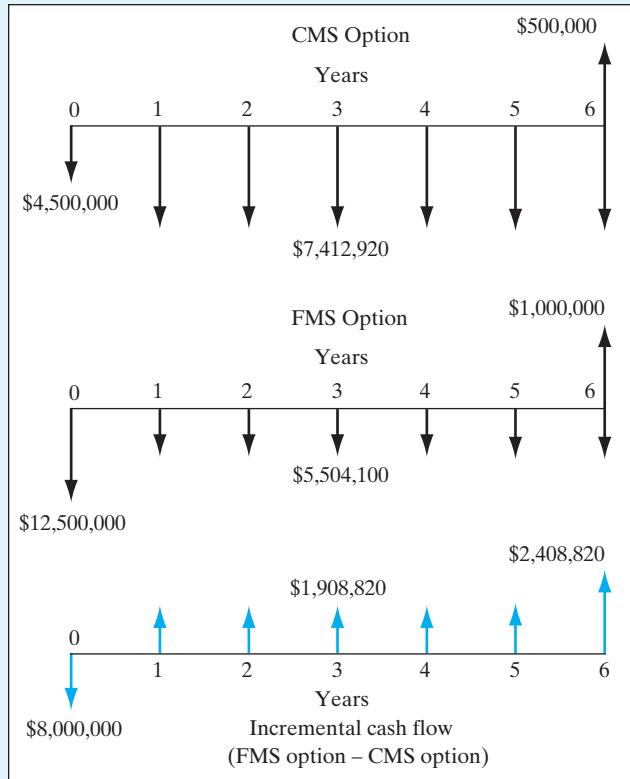 $500,000
CMS Option
Years
0 1 2 3 4 5 6
$4,500,000
$7,412,920
$1,000,000
FMS Option
Years
0 1 2 3 4 5 6
$5,504,100
$12,500,000
$2,408,820
$1,908,820
0
1 2 3 4 5 6
Years
$8,000,000
Incremental cash flow
(FMS option – CMS option)